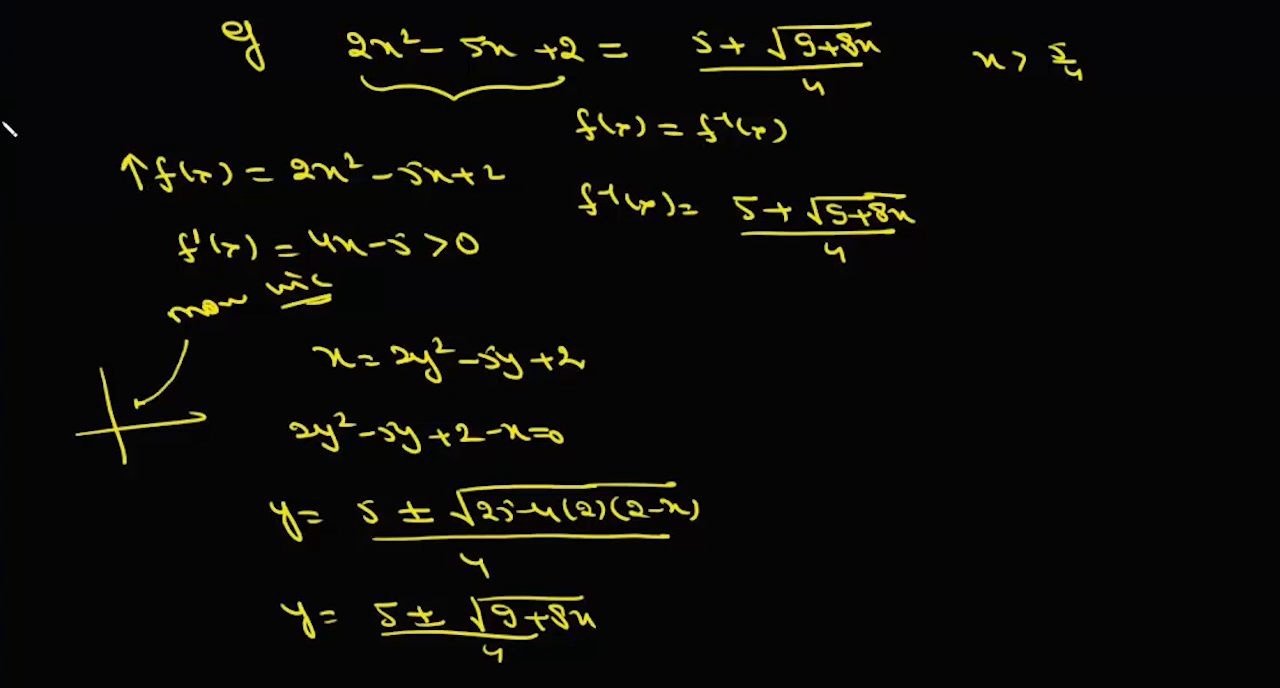 eg 2x² - 5x + 2 = (5 + √(9+8x))/4 x > 5/4
f(x) = f⁻¹(x)
↑ f(x) = 2x² - 5x + 2
f⁻¹(x) = (5 + √(9+8x))/4
f'(x) = 4x - 5 > 0
mono inc
x = 2y² - 5y + 2
2y² - 5y + 2 - x = 0
y = (5 ± √(25-4(2)(2-x)))/4
y = (5 ± √(9+8x))/4